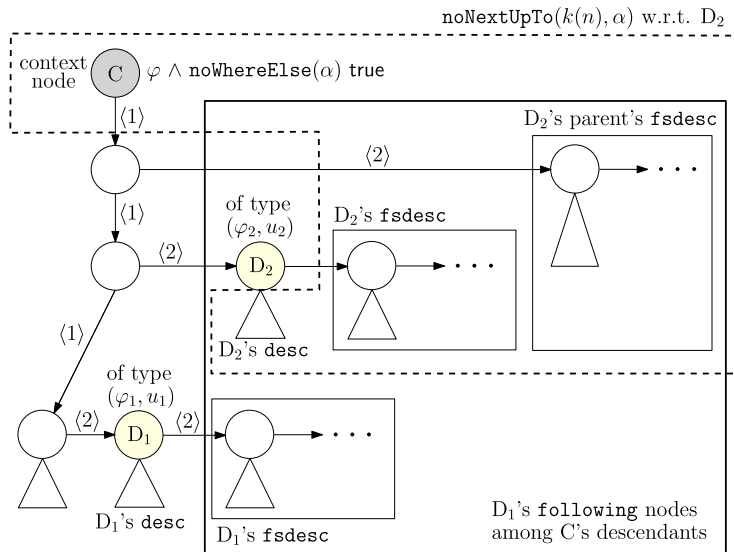 noNextUpTo(k(n), α) w.r.t. D₂
context
node
C
φ ∧ noWhereElse(α) true
⟨1⟩
D₂'s parent's fsdesc
⟨2⟩
· · ·
⟨1⟩
of type
(φ₂, u₂)
D₂'s fsdesc
⟨2⟩
D₂
· · ·
⟨1⟩
D₂'s desc
of type
(φ₁, u₁)
⟨2⟩
D₁
⟨2⟩
· · ·
D₁'s desc
D₁'s fsdesc
D₁'s following nodes
among C's descendants